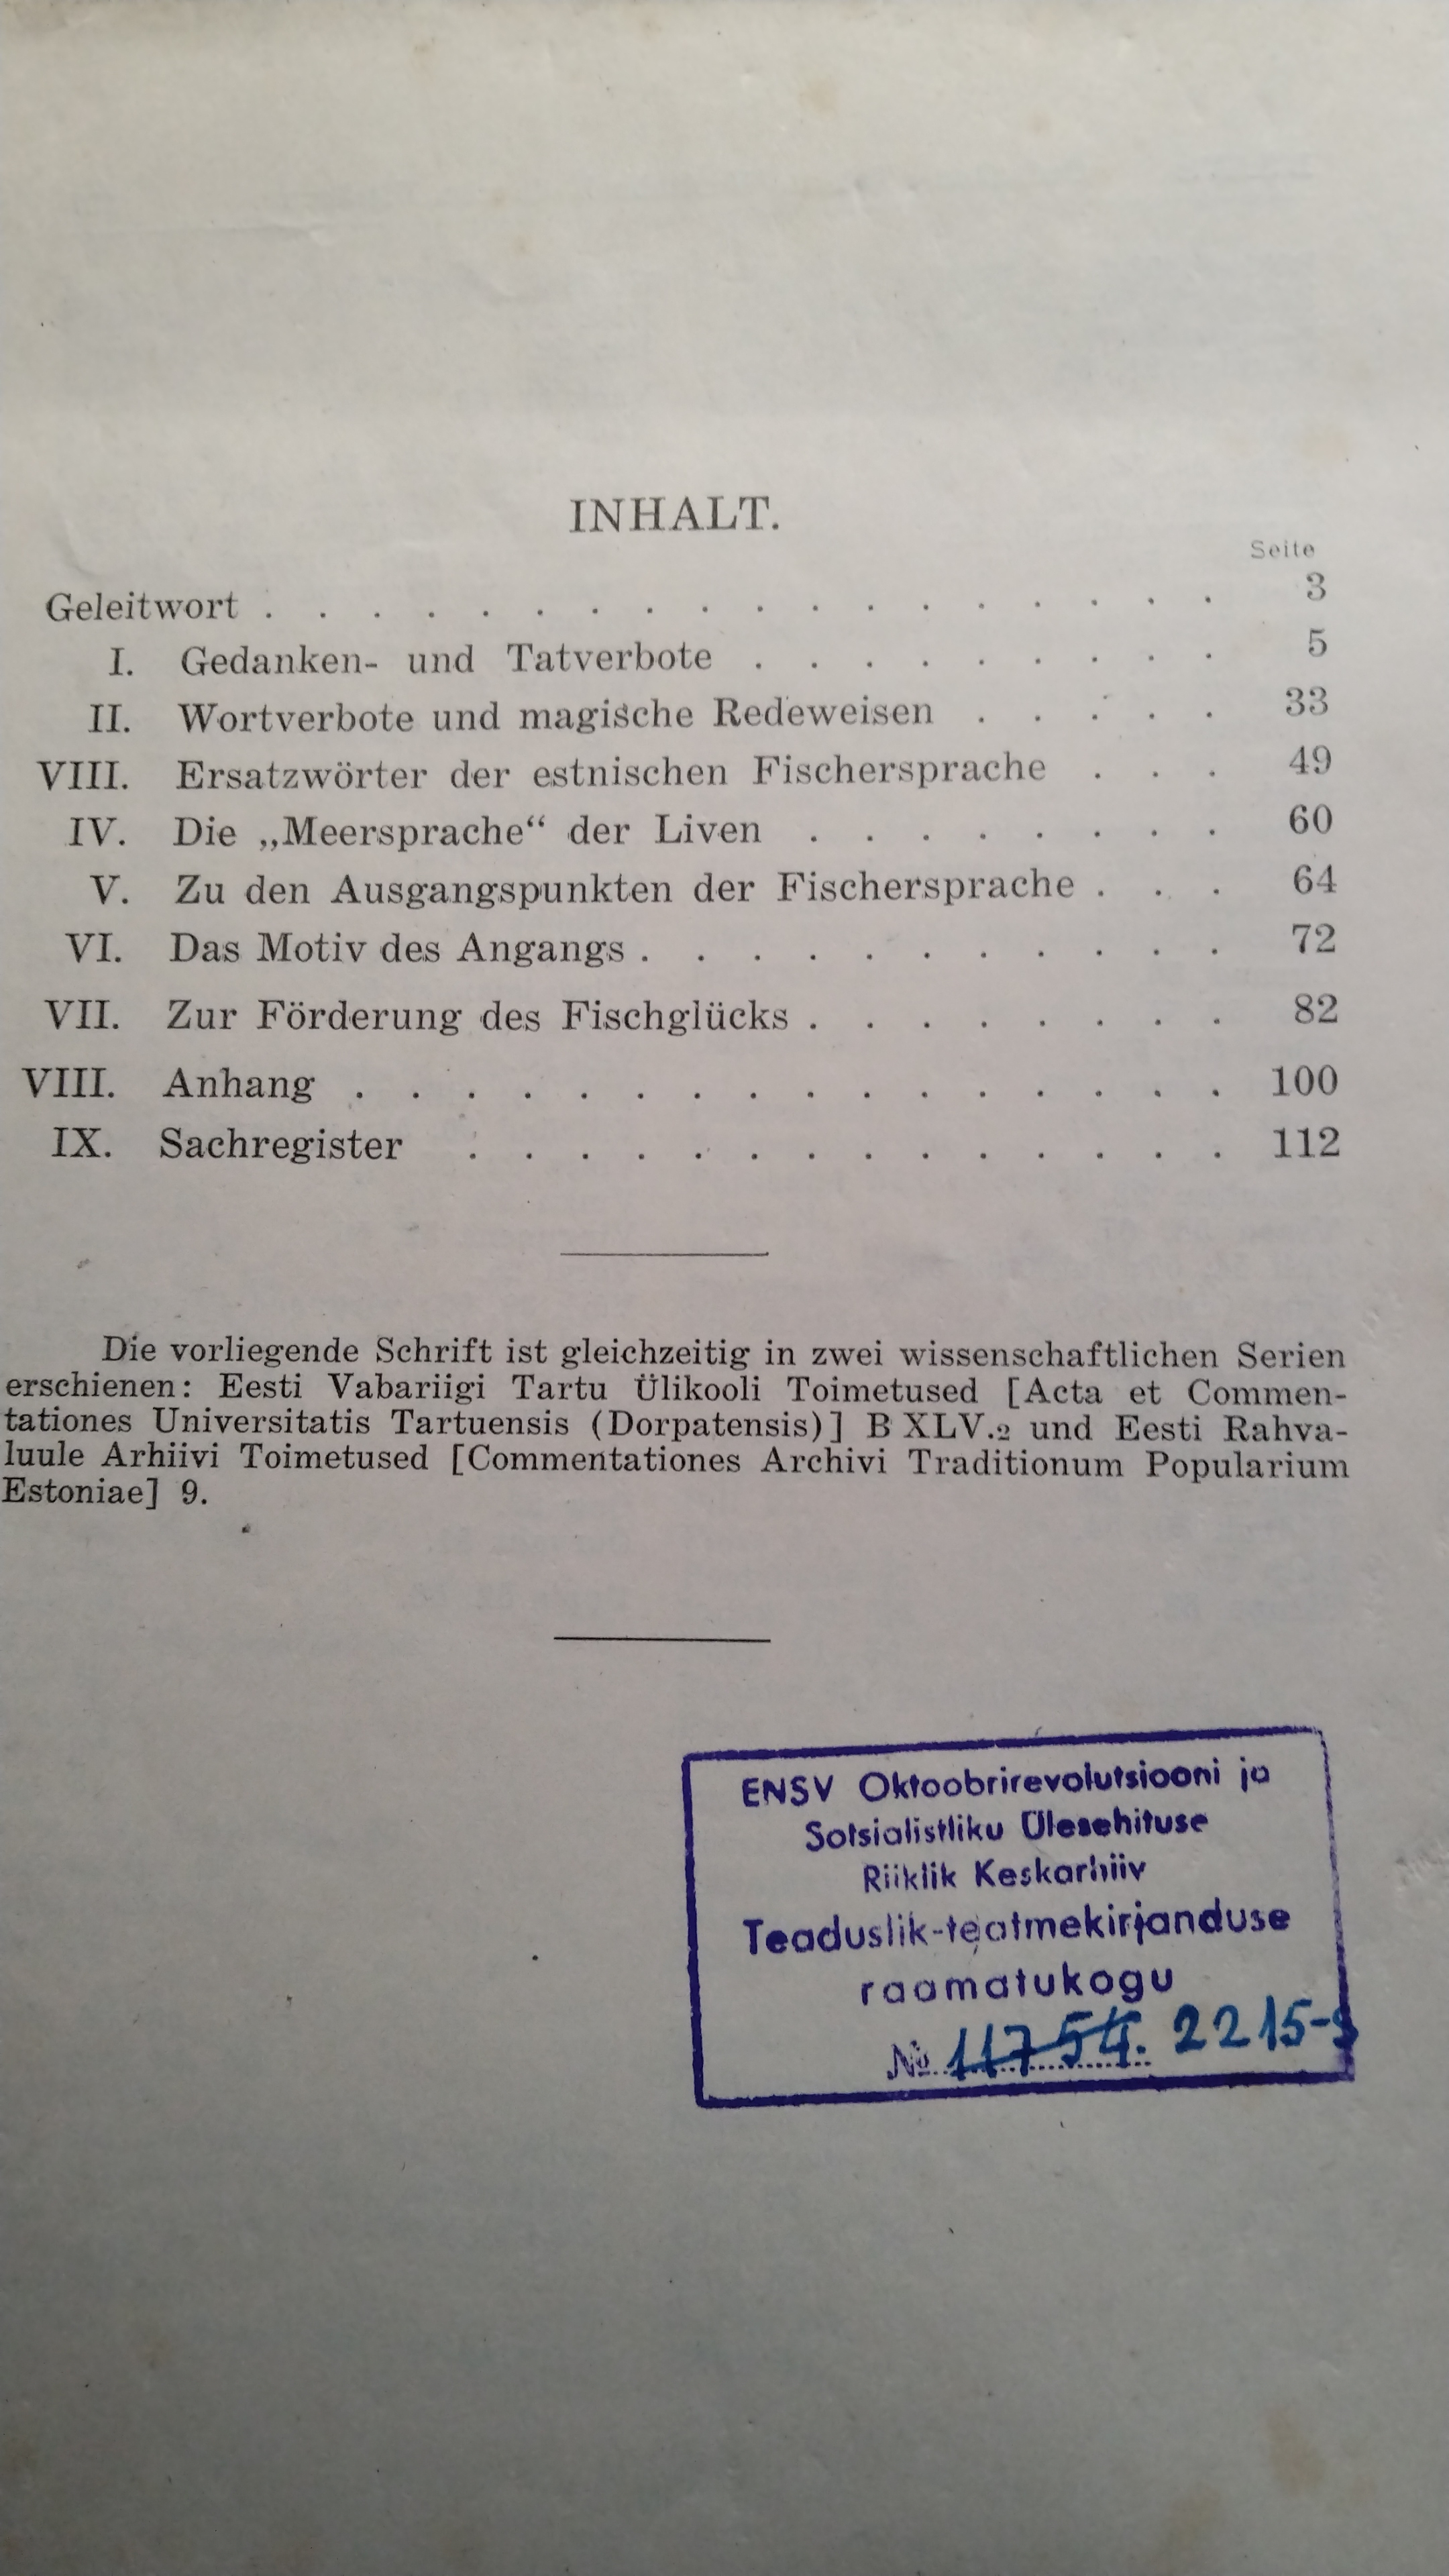 INHALT.
Seite
Geleitwort . . . . . . . . . . . . . . . . . . 3
I. Gedanken- und Tatverbote . . . . . . . . . 5
II. Wortverbote und magische Redeweisen . . . . . 33
VIII. Ersatzwörter der estnischen Fischersprache . . . 49
IV. Die „Meersprache“ der Liven . . . . . . . . 60
V. Zu den Ausgangspunkten der Fischersprache . . . 64
VI. Das Motiv des Angangs . . . . . . . . . . . 72
VII. Zur Förderung des Fischglücks . . . . . . . . 82
VIII. Anhang . . . . . . . . . . . . . . . . 100
IX. Sachregister . . . . . . . . . . . . . . 112
Die vorliegende Schrift ist gleichzeitig in zwei wissenschaftlichen Serien
erschienen: Eesti Vabariigi Tartu Ülikooli Toimetused [Acta et Commen-
tationes Universitatis Tartuensis (Dorpatensis)] B XLV.2 und Eesti Rahva-
luule Arhiivi Toimetused [Commentationes Archivi Traditionum Popularium
Estoniae] 9.
ENSV Oktoobrirevolutsiooni ja
Sotsialistliku Ülesehituse
Riiklik Keskarhiiv
Teaduslik-teatmekirjanduse
raamatukogu
№ 11754. 2215-